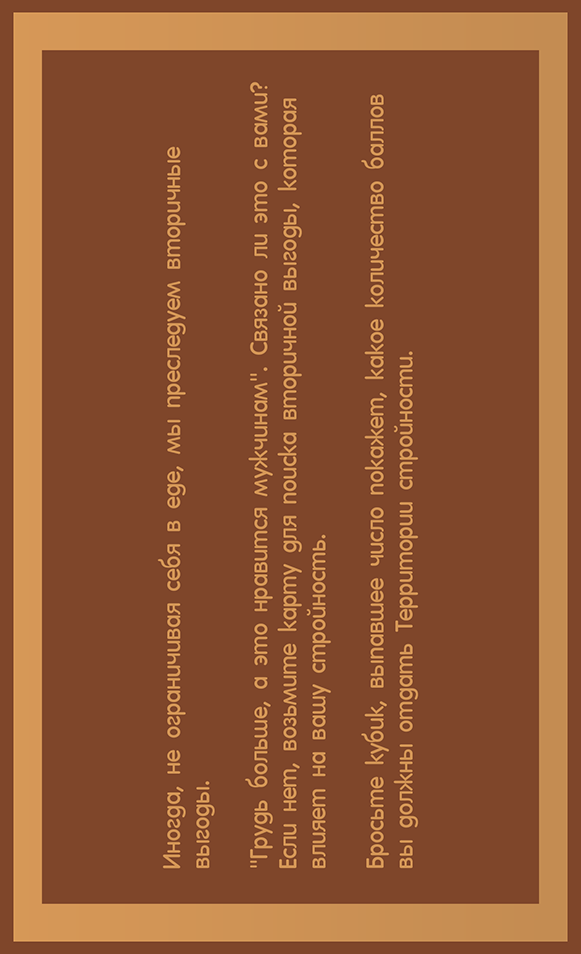 Иногда, не ограничивая себя в еде, мы преследуем вторичные
выгоды.
"Грудь больше, а это нравится мужчинам". Связано ли это с вами?
Если нет, возьмите карту для поиска вторичной выгоды, которая
влияет на вашу стройность.
Бросьте кубик, выпавшее число покажет, какое количество баллов
вы должны отдать Территории стройности.